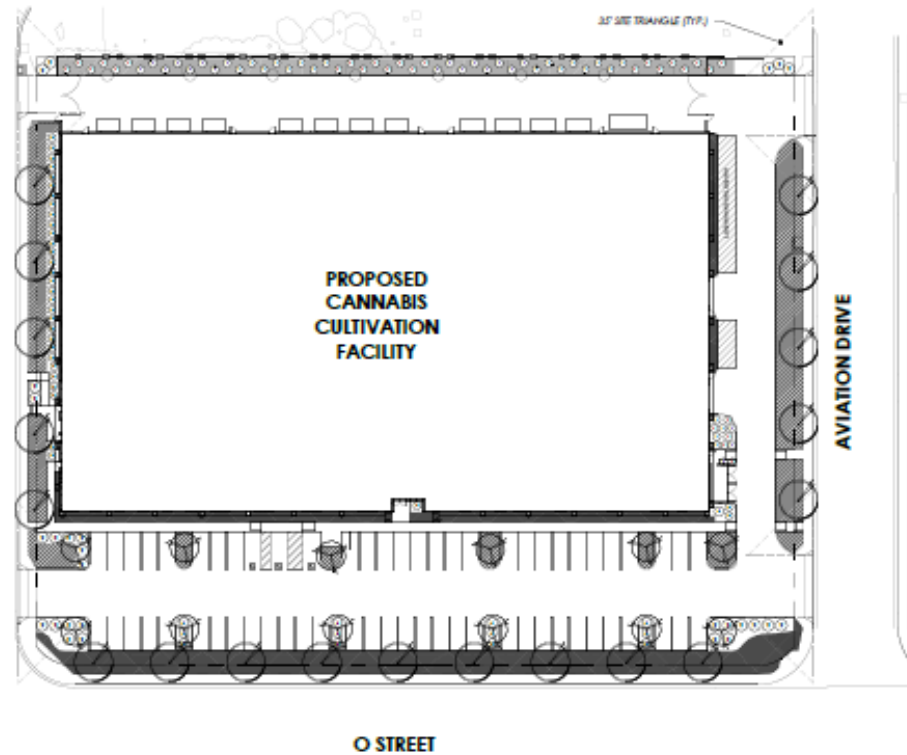 35' SITE TRIANGLE (TYP.)
PROPOSED
CANNABIS
CULTIVATION
FACILITY
AVIATION DRIVE
O STREET